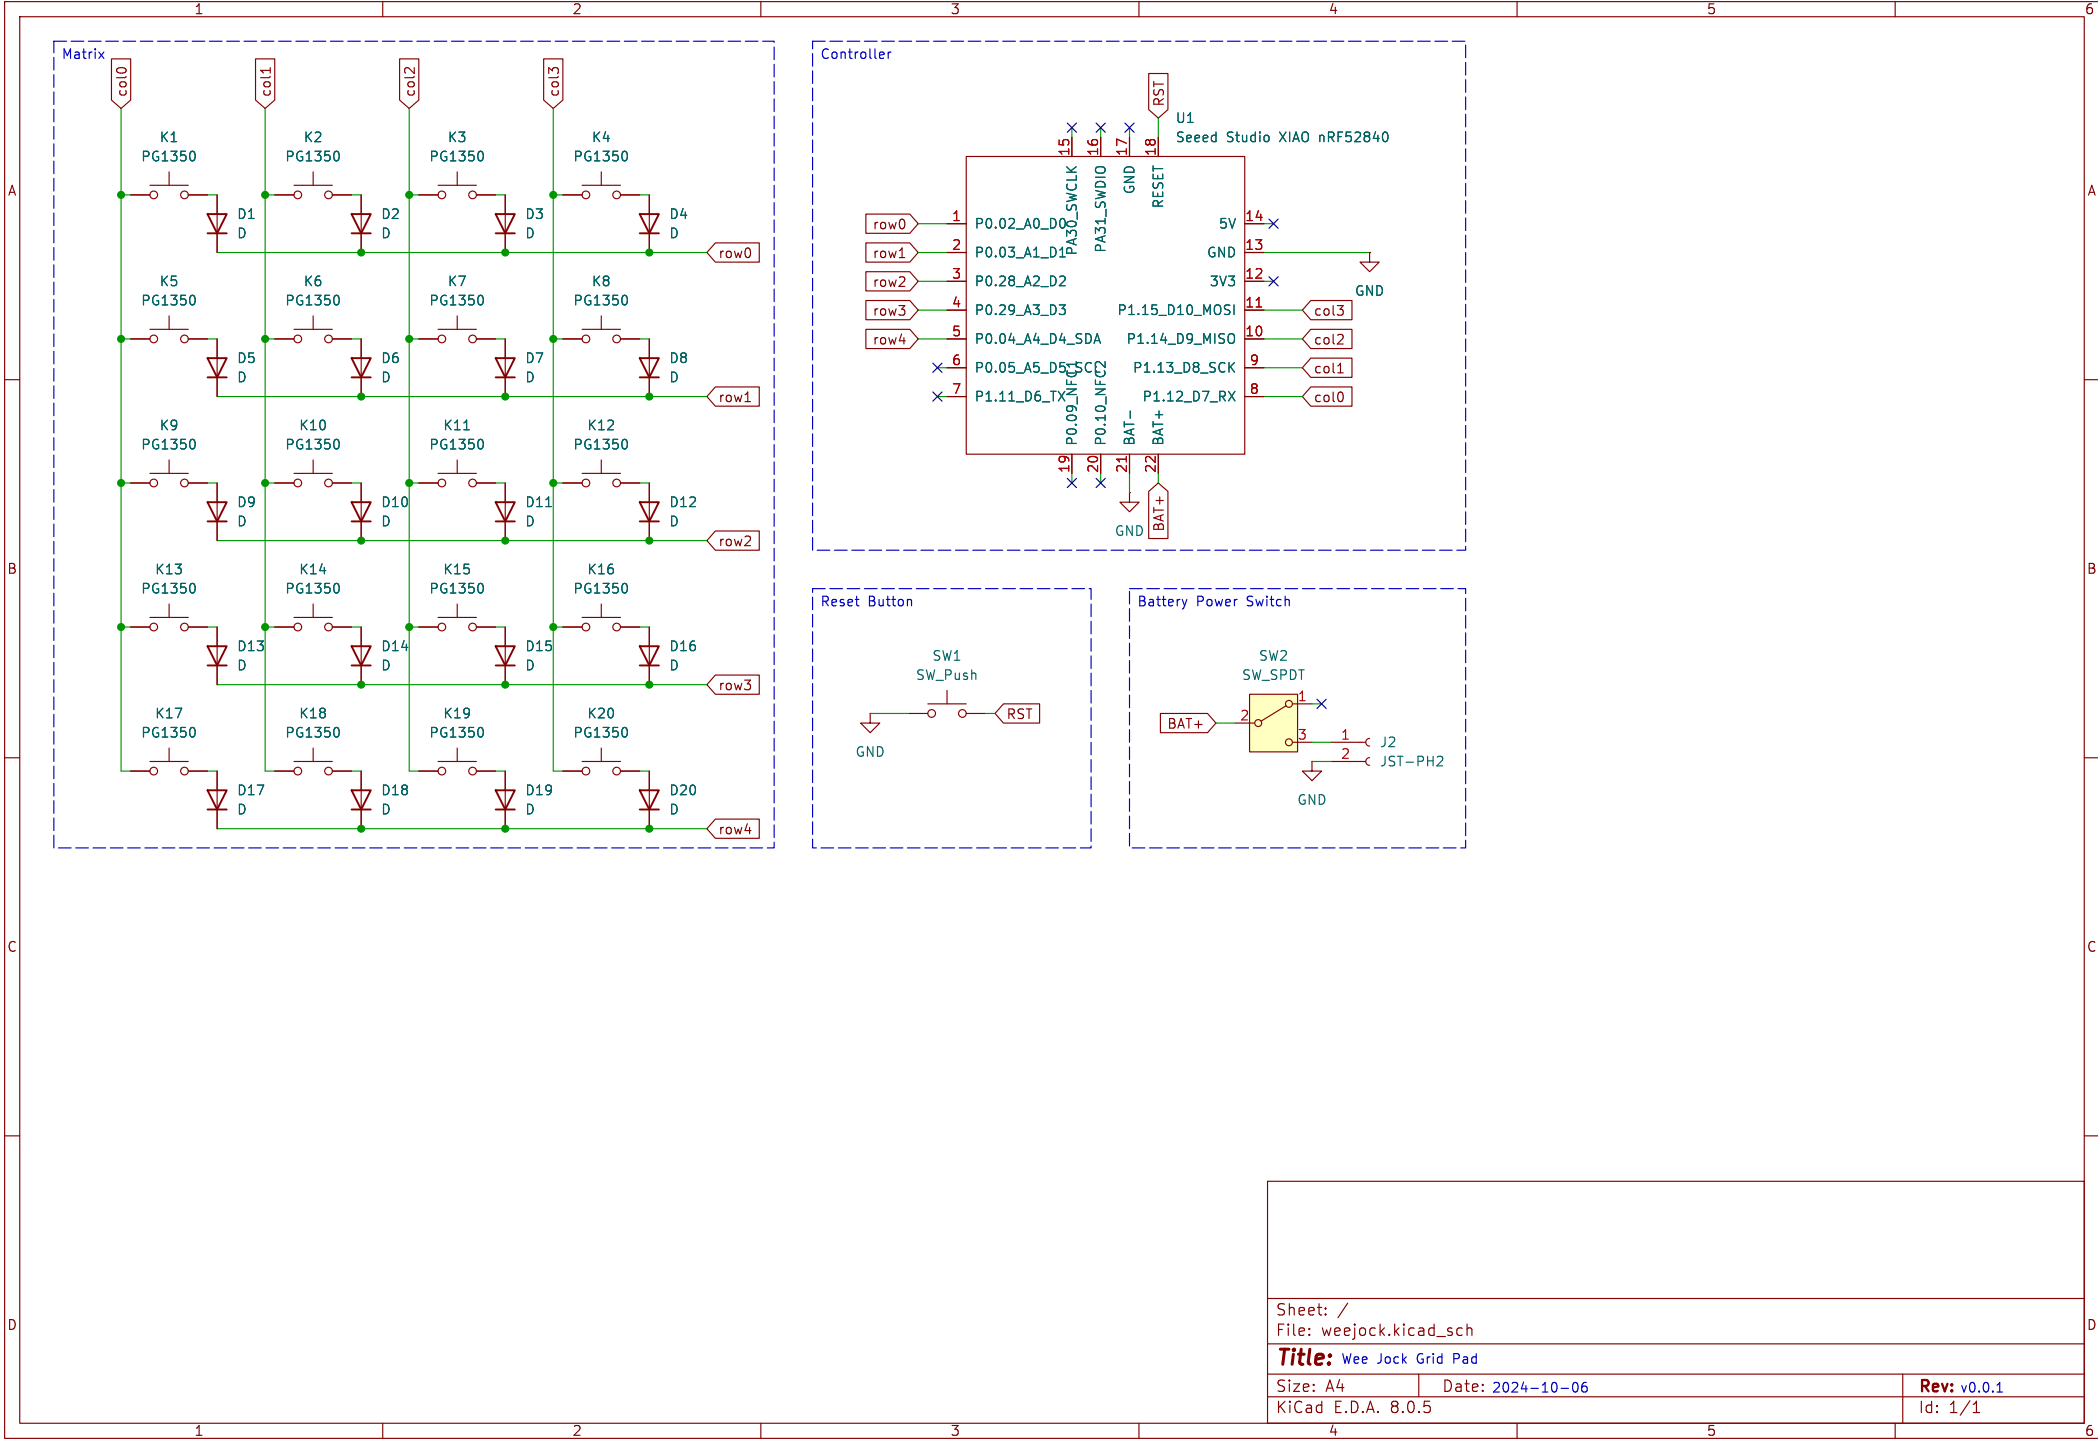 1 2 3 4 5 6
A
B
C
D
A
B
C
D
1 2 3 4 5 6
Matrix
col0 col1 col2 col3
K1 K2 K3 K4
PG1350 PG1350 PG1350 PG1350
D1 D2 D3 D4
D D D D
row0
K5 K6 K7 K8
PG1350 PG1350 PG1350 PG1350
D5 D6 D7 D8
D D D D
row1
K9 K10 K11 K12
PG1350 PG1350 PG1350 PG1350
D9 D10 D11 D12
D D D D
row2
K13 K14 K15 K16
PG1350 PG1350 PG1350 PG1350
D13 D14 D15 D16
D D D D
row3
K17 K18 K19 K20
PG1350 PG1350 PG1350 PG1350
D17 D18 D19 D20
D D D D
row4
Controller
RST
U1
Seeed Studio XIAO nRF52840
15 16 17 18
PA30_SWCLK
PA31_SWDIO
GND
RESET
row0 1 P0.02_A0_D0
row1 2 P0.03_A1_D1
row2 3 P0.28_A2_D2
row3 4 P0.29_A3_D3
row4 5 P0.04_A4_D4_SDA
6 P0.05_A5_D5_SCL
7 P1.11_D6_TX
5V 14
GND 13
GND
3V3 12
P1.15_D10_MOSI 11 col3
P1.14_D9_MISO 10 col2
P1.13_D8_SCK 9 col1
P1.12_D7_RX 8 col0
P0.09_NFC1
P0.10_NFC2
BAT-
BAT+
19 20 21 22
GND
BAT+
Reset Button
SW1
SW_Push
RST
GND
Battery Power Switch
SW2
SW_SPDT
1
BAT+ 2
3
1 J2
2 JST-PH2
GND
Sheet: /
File: weejock.kicad_sch
Title: Wee Jock Grid Pad
Size: A4 Date: 2024-10-06 Rev: v0.0.1
KiCad E.D.A. 8.0.5 Id: 1/1